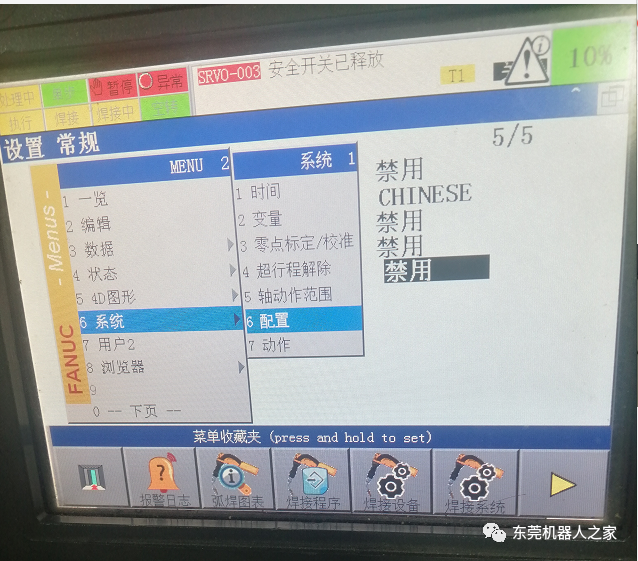 处理中
暂停
异常
SRVO-003 安全开关已释放
T1
10%
执行 焊接 焊接中
设置 常规
5/5
MENU 2
系统 1
禁用
CHINESE
禁用
禁用
禁用
- Menus -
FANUC
1 一览
2 编辑
3 数据
4 状态
5 4D图形
6 系统
7 用户2
8 浏览器
9
0 -- 下页 --
1 时间
2 变量
3 零点标定/校准
4 超行程解除
5 轴动作范围
6 配置
7 动作
菜单收藏夹 (press and hold to set)
报警日志
弧焊图表
焊接程序
焊接设备
焊接系统
东莞机器人之家